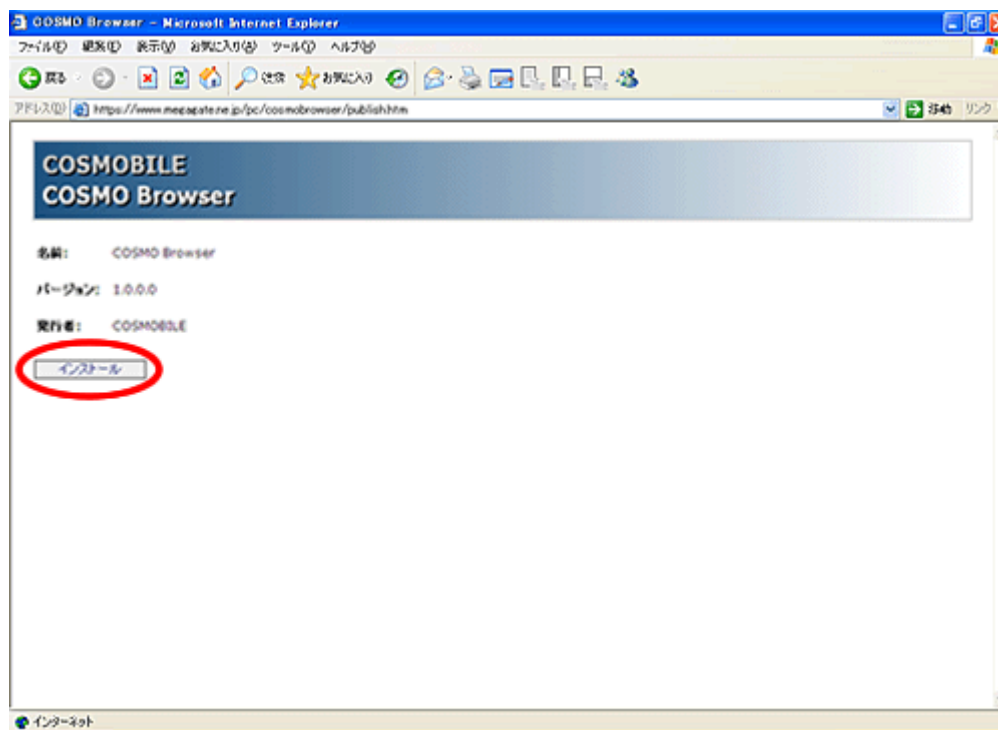 COSMO Browser - Microsoft Internet Explorer
ファイル(F) 編集(E) 表示(V) お気に入り(A) ツール(T) ヘルプ(H)
戻る 検索 お気に入り
アドレス(D) https://www.megagate.ne.jp/pc/cosmobrowser/publish.htm 移動 リンク
COSMOBILE
COSMO Browser
名前: COSMO Browser
バージョン: 1.0.0.0
発行者: COSMOBILE
インストール
インターネット